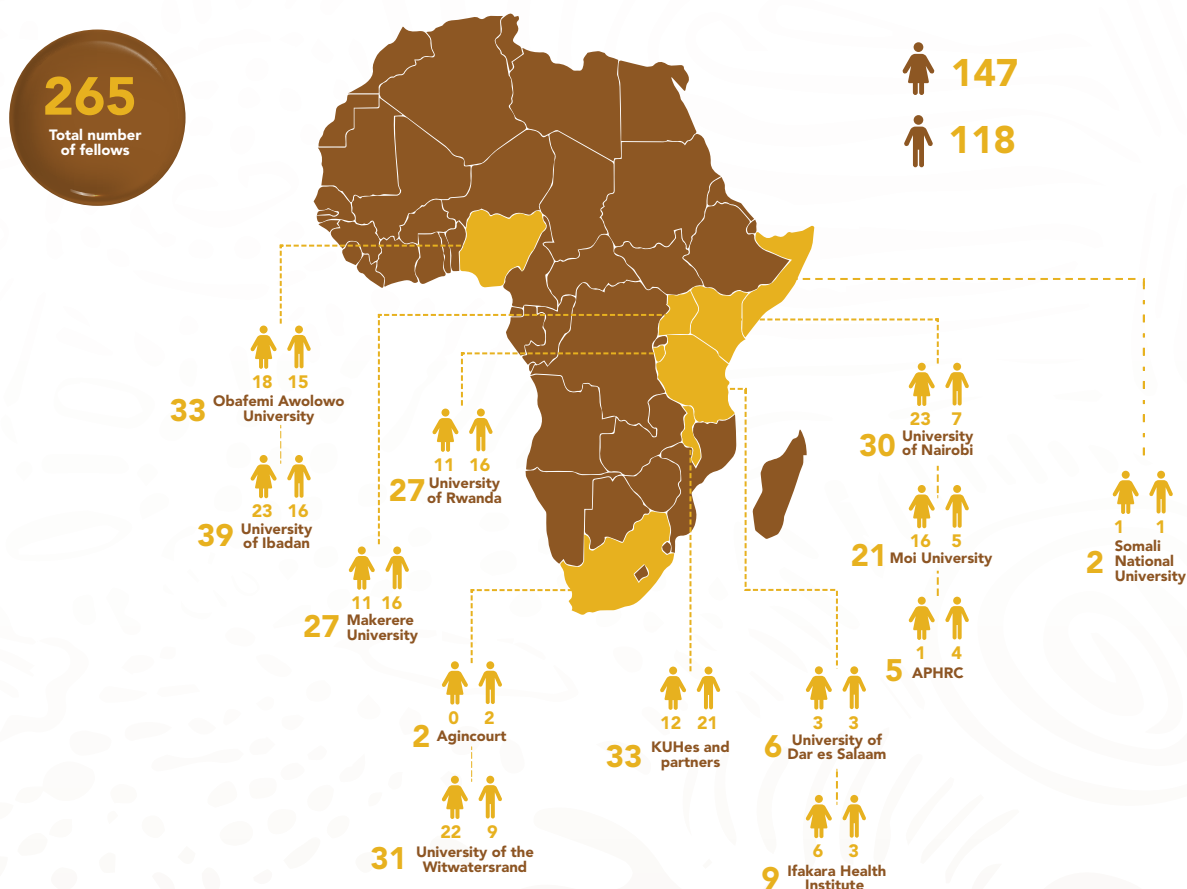 265
Total number
of fellows
147
118
18 15
33 Obafemi Awolowo
University
23 16
39 University
of Ibadan
11 16
27 University
of Rwanda
11 16
27 Makerere
University
0 2
2 Agincourt
22 9
31 University of the
Witwatersrand
12 21
33 KUHes and
partners
3 3
6 University of
Dar es Salaam
6 3
9 Ifakara Health
Institute
23 7
30 University
of Nairobi
16 5
21 Moi University
1 4
5 APHRC
1 1
2 Somali
National
University